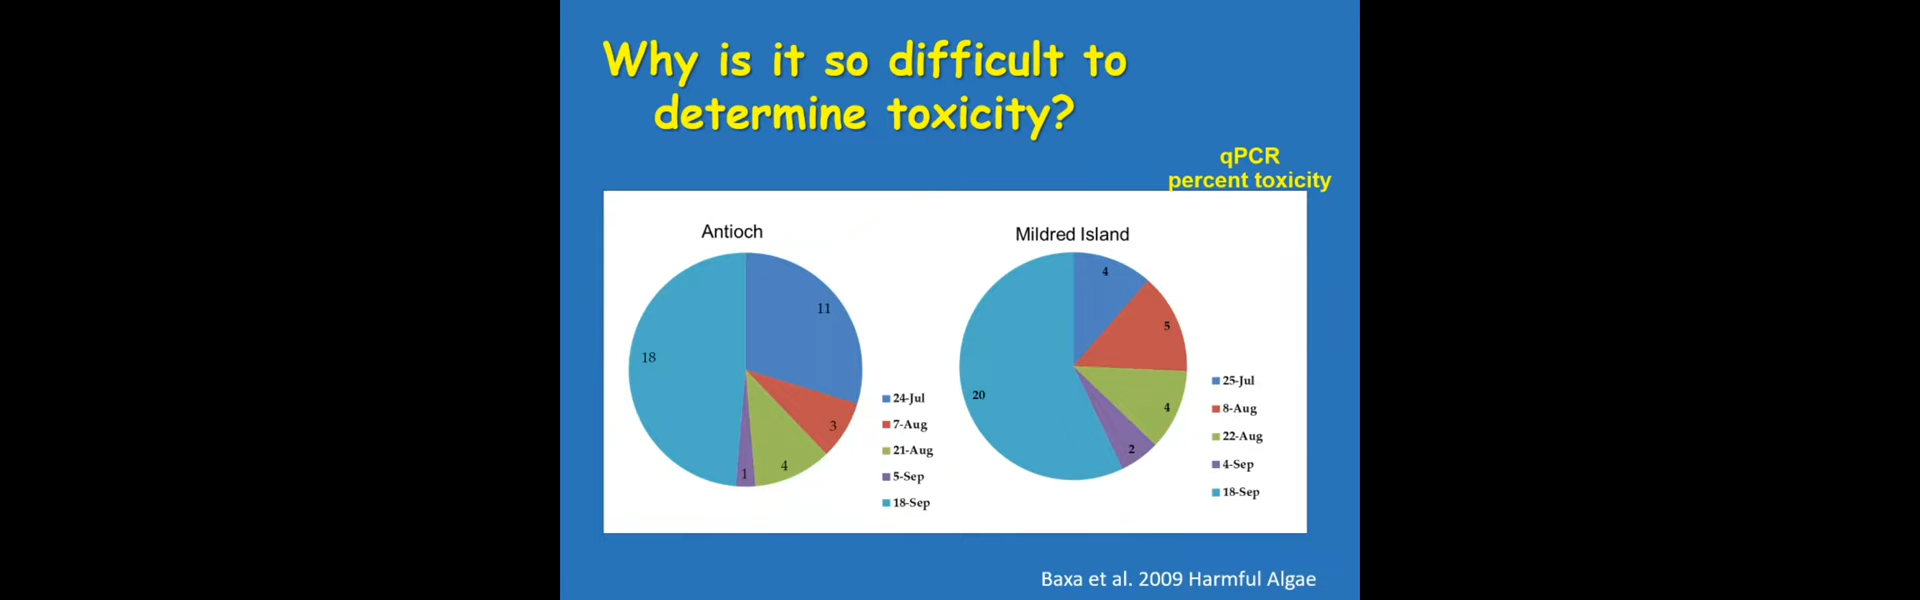 Why is it so difficult to
determine toxicity?
qPCR
percent toxicity
Antioch
11
3
4
1
18
24-Jul
7-Aug
21-Aug
5-Sep
18-Sep
Mildred Island
4
5
4
2
20
25-Jul
8-Aug
22-Aug
4-Sep
18-Sep
Baxa et al. 2009 Harmful Algae